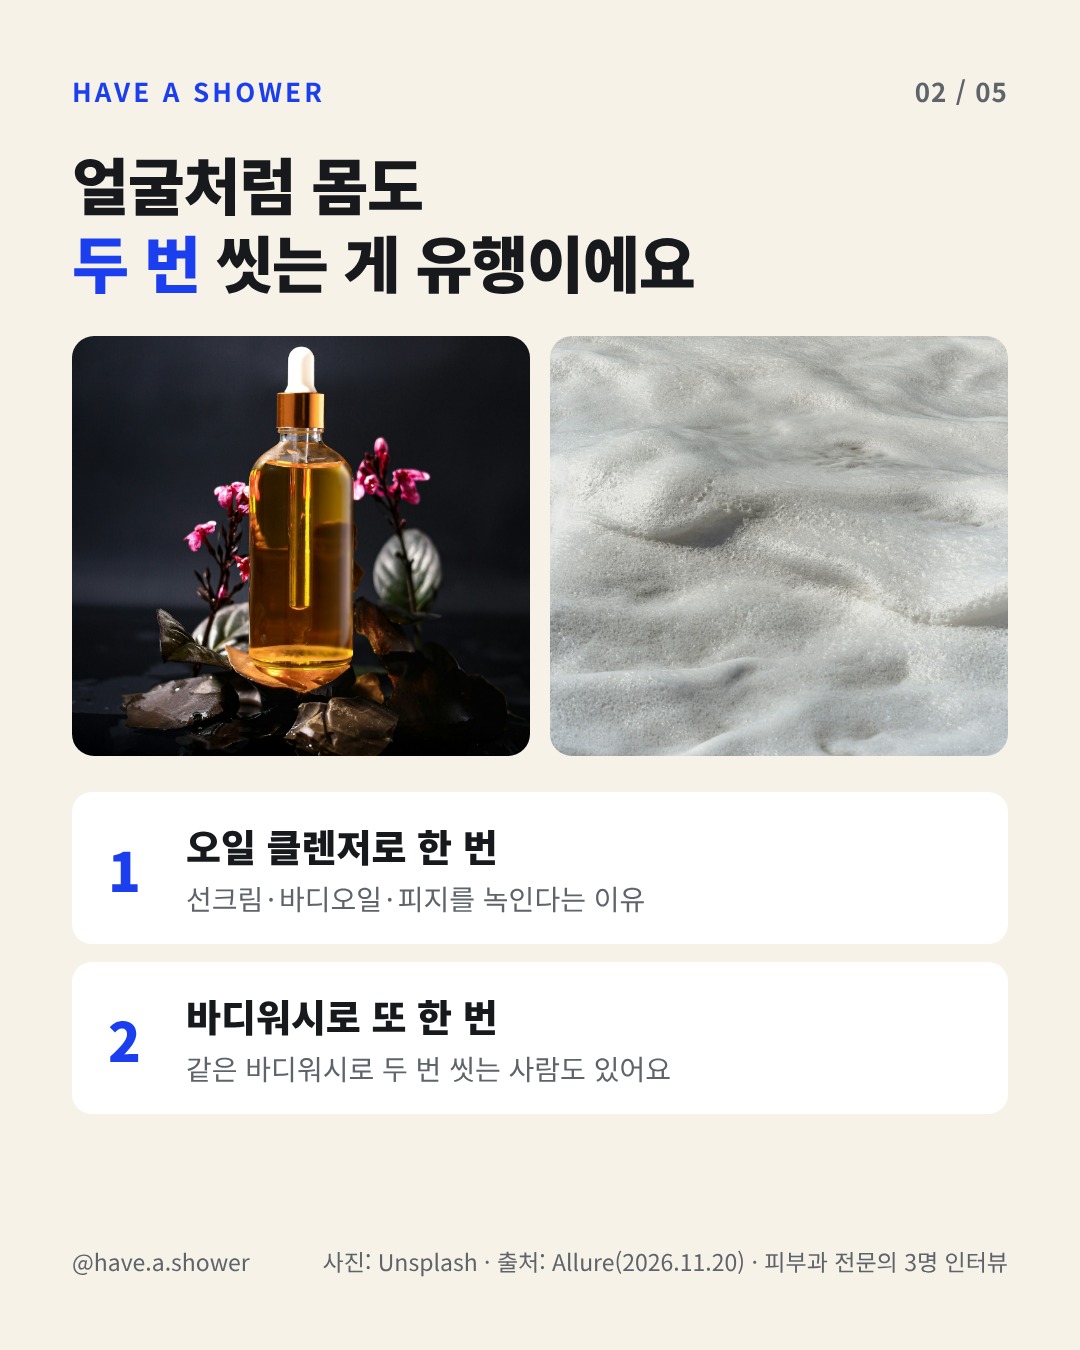 HAVE A SHOWER
02 / 05
얼굴처럼 몸도
두 번 씻는 게 유행이에요
1
오일 클렌저로 한 번
선크림·바디오일·피지를 녹인다는 이유
2
바디워시로 또 한 번
같은 바디워시로 두 번 씻는 사람도 있어요
@have.a.shower
사진: Unsplash · 출처: Allure(2026.11.20) · 피부과 전문의 3명 인터뷰